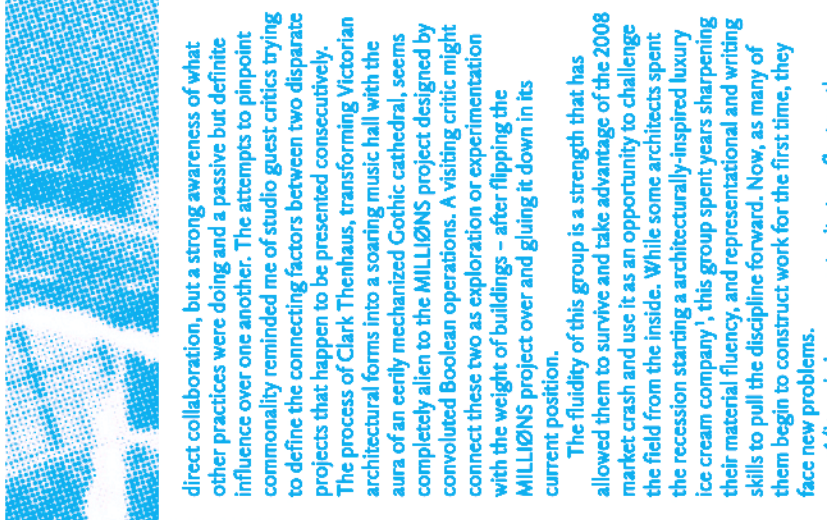 direct collaboration, but a strong awareness of what
other practices were doing and a passive but definite
influence over one another. The attempts to pinpoint
commonality reminded me of studio guest critics trying
to define the connecting factors between two disparate
projects that happen to be presented consecutively.
The process of Clark Thenhaus, transforming Victorian
architectural forms into a soaring music hall with the
aura of an eerily mechanized Gothic cathedral, seems
completely alien to the MILLIØNS project designed by
convoluted Boolean operations. A visiting critic might
connect these two as exploration or experimentation
with the weight of buildings – after flipping the
MILLIØNS project over and gluing it down in its
current position.
The fluidity of this group is a strength that has
allowed them to survive and take advantage of the 2008
market crash and use it as an opportunity to challenge
the field from the inside. While some architects spent
the recession starting a architecturally-inspired luxury
ice cream company¹, this group spent years sharpening
their material fluency, and representational and writing
skills to pull the discipline forward. Now, as many of
them begin to construct work for the first time, they
face new problems.